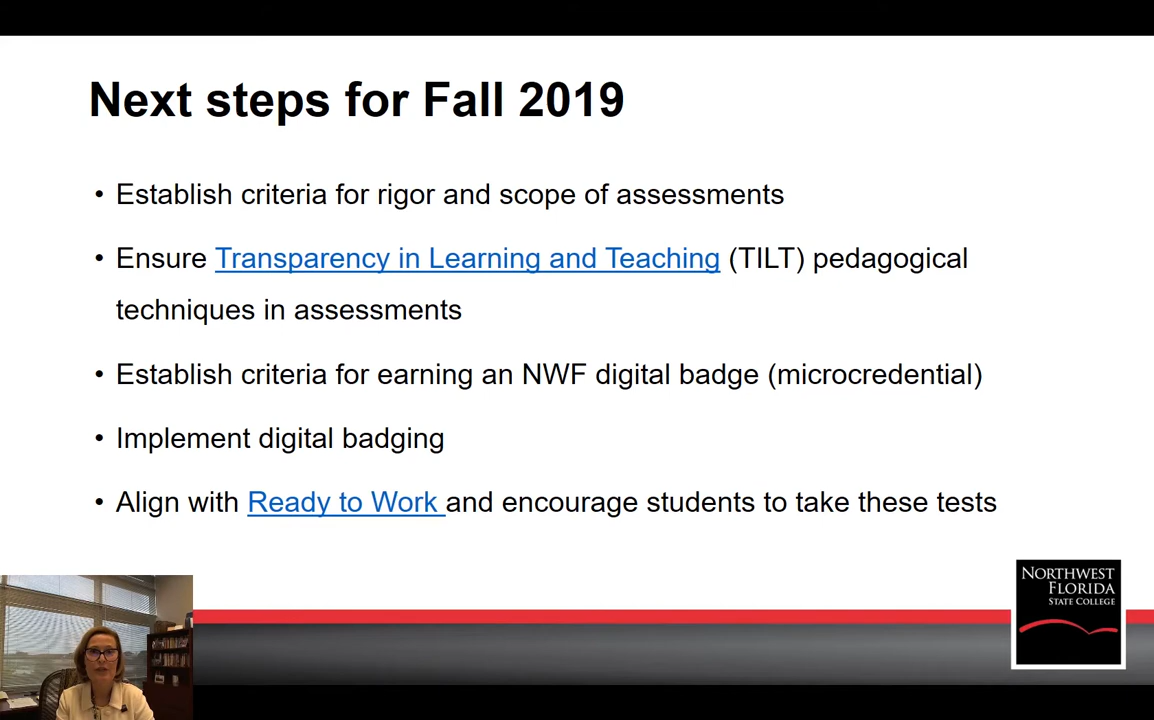 Next steps for Fall 2019
• Establish criteria for rigor and scope of assessments
• Ensure Transparency in Learning and Teaching (TILT) pedagogical
techniques in assessments
• Establish criteria for earning an NWF digital badge (microcredential)
• Implement digital badging
• Align with Ready to Work and encourage students to take these tests
NORTHWEST
FLORIDA
STATE COLLEGE